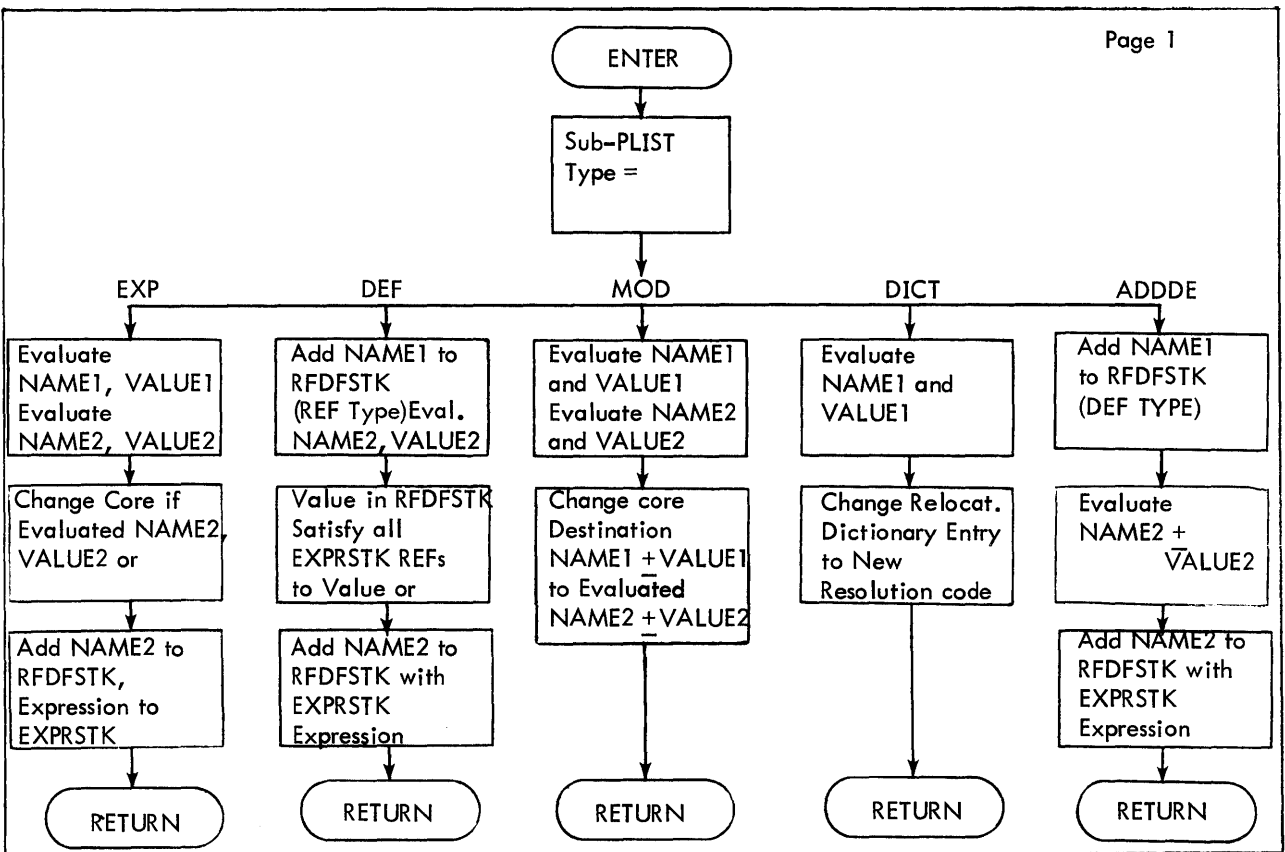 Page 1
ENTER
Sub-PLIST
Type =
EXP
DEF
MOD
DICT
ADDDE
Evaluate
NAME1, VALUE1
Evaluate
NAME2, VALUE2
Change Core if
Evaluated NAME2,
VALUE2 or
Add NAME2 to
RFDFSTK,
Expression to
EXPRSTK
RETURN
Add NAME1 to
RFDFSTK
(REF Type)Eval.
NAME2, VALUE2
Value in RFDFSTK
Satisfy all
EXPRSTK REFs
to Value or
Add NAME2 to
RFDFSTK with
EXPRSTK
Expression
RETURN
Evaluate NAME1
and VALUE1
Evaluate NAME2
and VALUE2
Change core
Destination
NAME1 ±VALUE1
to Evaluated
NAME2 ±VALUE2
RETURN
Evaluate
NAME1 and
VALUE1
Change Relocat.
Dictionary Entry
to New
Resolution code
RETURN
Add NAME1
to RFDFSTK
(DEF TYPE)
Evaluate
NAME2 ±
VALUE2
Add NAME2 to
RFDFSTK with
EXPRSTK
Expression
RETURN